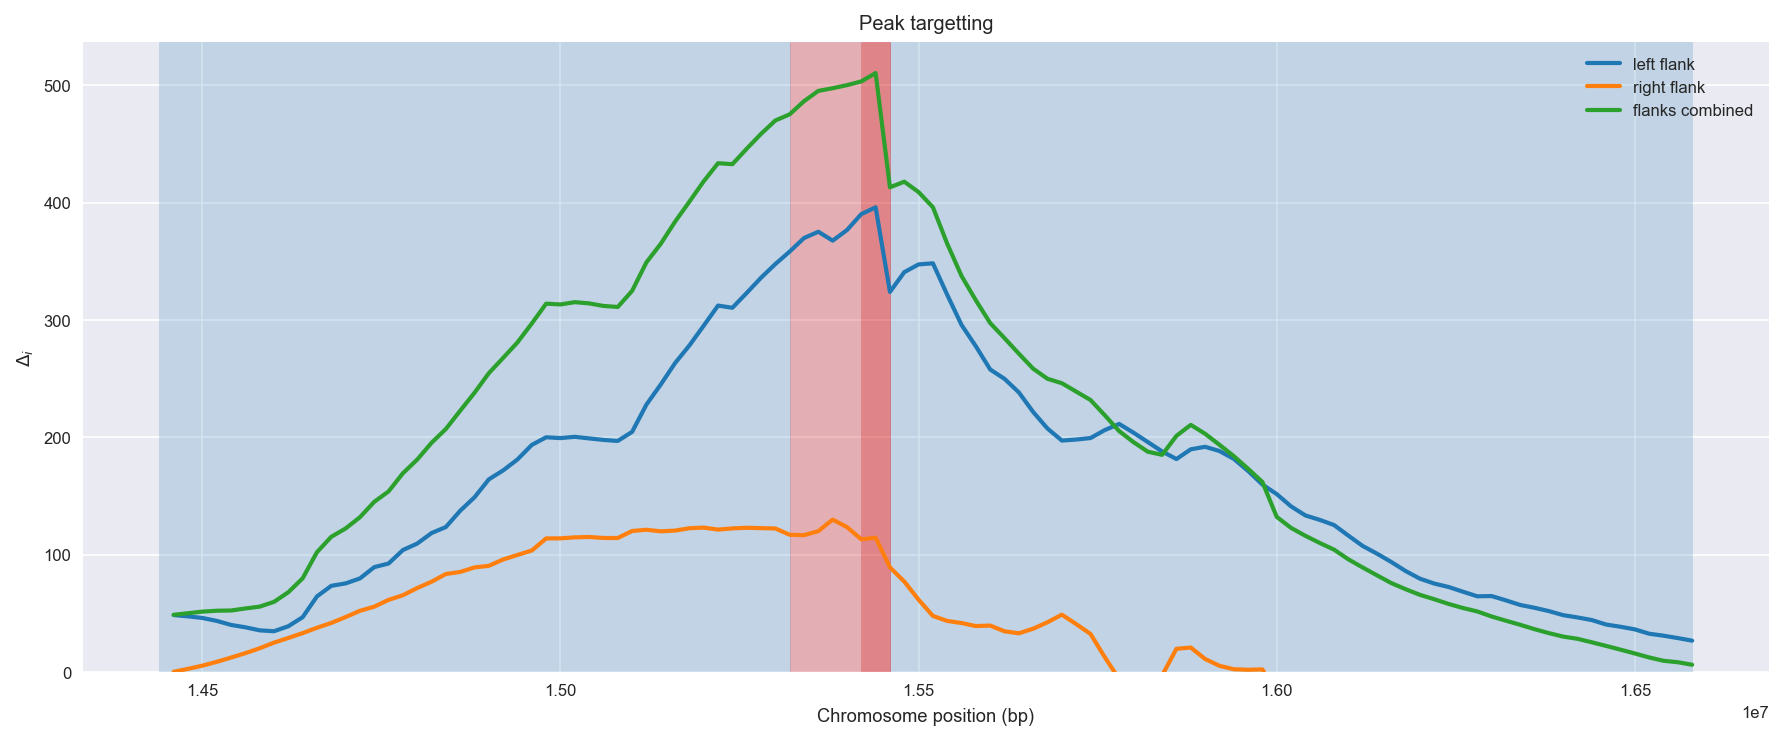 Peak targetting
left flank
right flank
flanks combined
500
400
300
200
100
0
Δi
1.45 1.50 1.55 1.60 1.65
1e7
Chromosome position (bp)